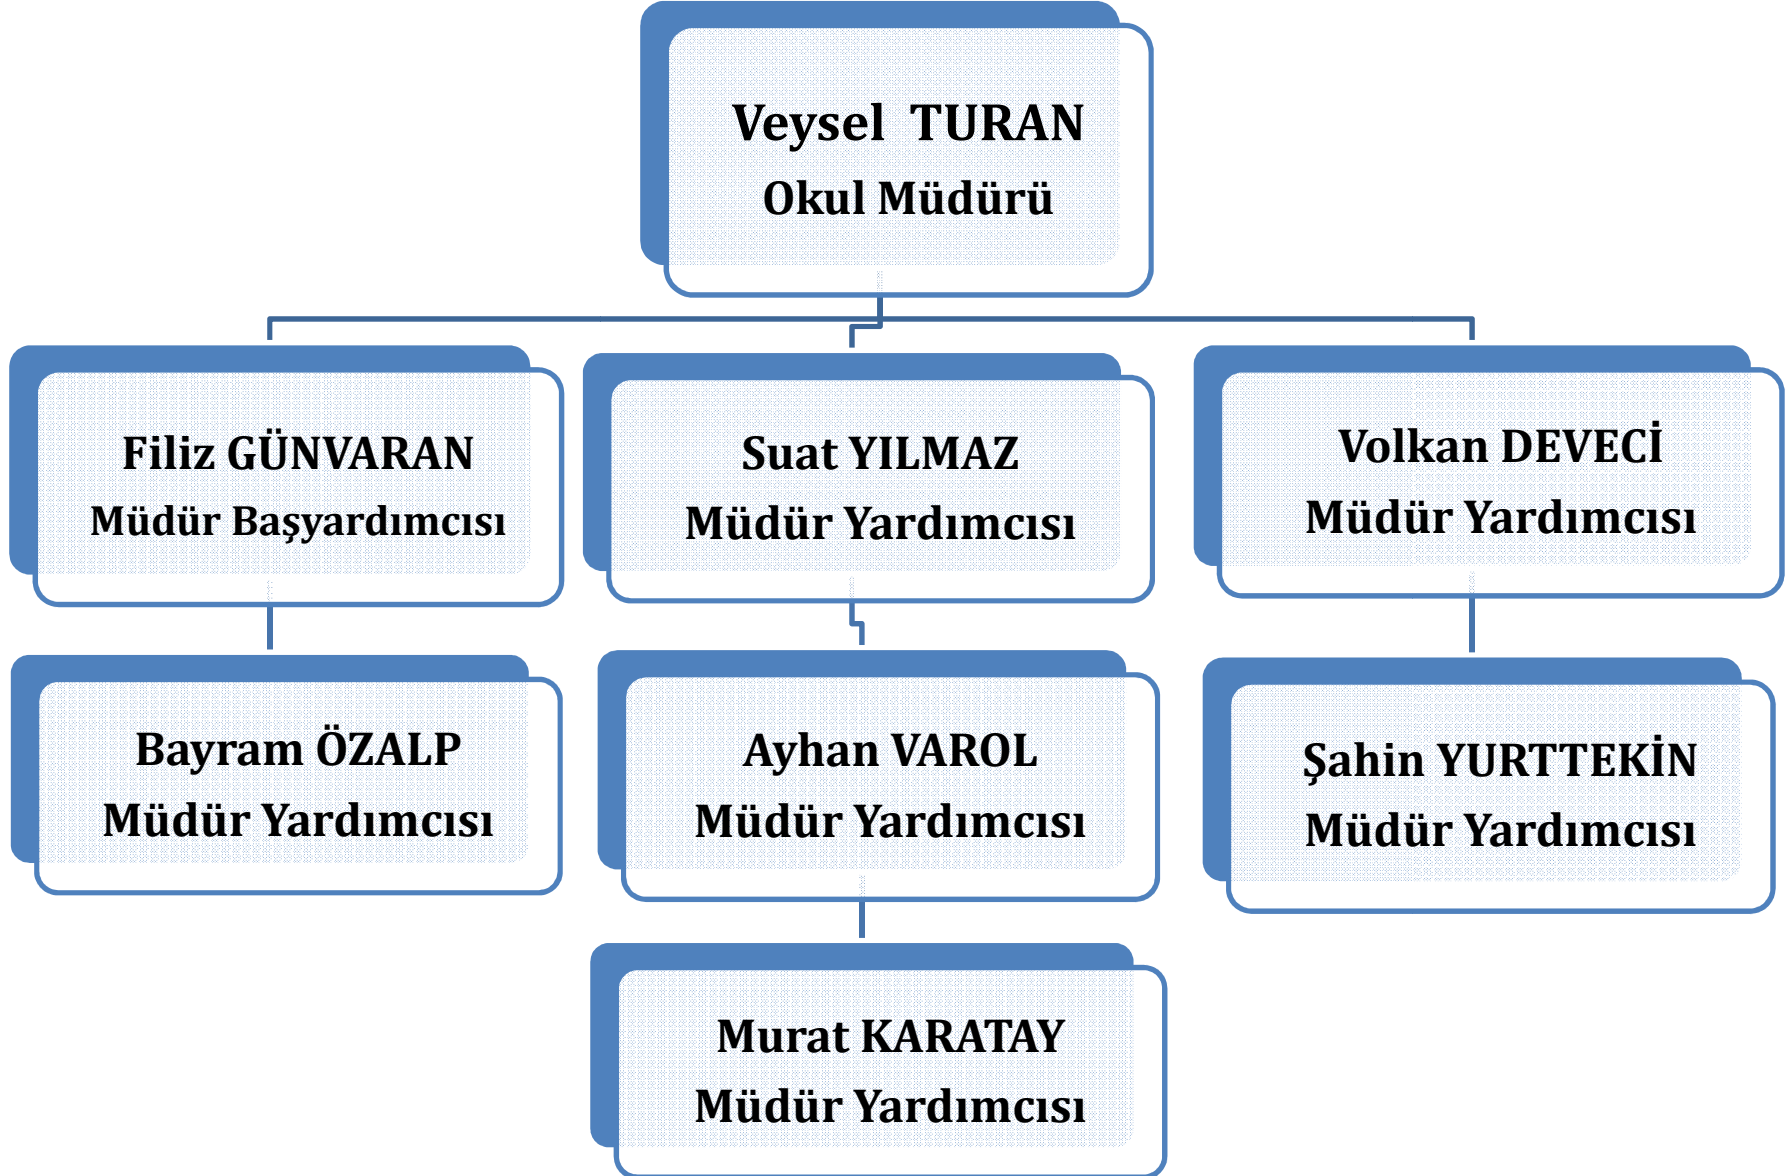 Veysel TURAN
Okul Müdürü
Filiz GÜNVARAN
Müdür Başyardımcısı
Suat YILMAZ
Müdür Yardımcısı
Volkan DEVECİ
Müdür Yardımcısı
Bayram ÖZALP
Müdür Yardımcısı
Ayhan VAROL
Müdür Yardımcısı
Şahin YURTTEKİN
Müdür Yardımcısı
Murat KARATAY
Müdür Yardımcısı